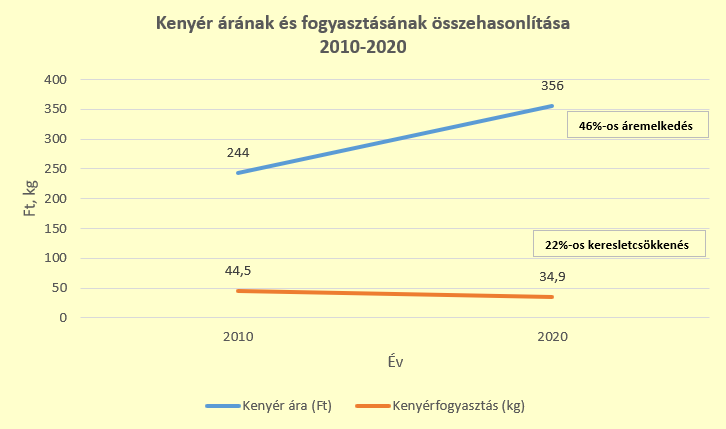 Kenyér árának és fogyasztásának összehasonlítása
2010-2020
400
350
300
250
200
150
100
50
0
Ft, kg
244
356
46%-os áremelkedés
22%-os keresletcsökkenés
44,5
34,9
2010
2020
Év
Kenyér ára (Ft)
Kenyérfogyasztás (kg)